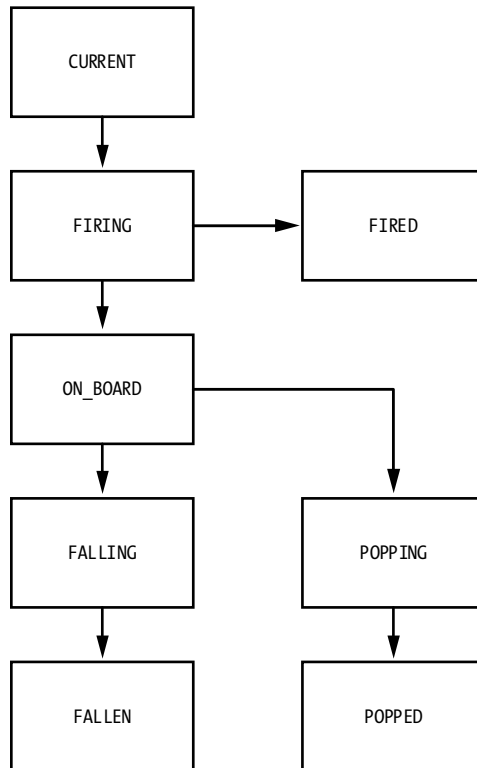 CURRENT
FIRING
FIRED
ON_BOARD
FALLING
POPPING
FALLEN
POPPED